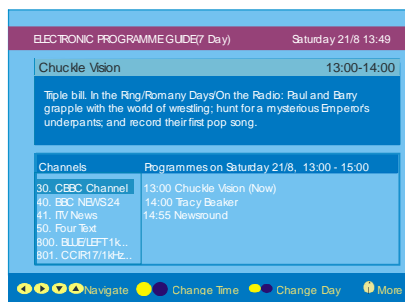 ELECTRONIC PROGRAMME GUIDE(7 Day) Saturday 21/8 13:49
Chuckle Vision 13:00-14:00
Triple bill. In the Ring/Romany Days/On the Radio: Paul and Barry
grapple with the world of wrestling; hunt for a mysterious Emperor's
underpants; and record their first pop song.
Channels Programmes on Saturday 21/8, 13:00 - 15:00
30. CBBC Channel 13:00 Chuckle Vision (Now)
40. BBC NEWS24 14:00 Tracy Beaker
41. ITV News 14:55 Newsround
50. Four Text
800. BLUE/LEFT1k...
801. CCIR17/1kHz...
Navigate Change Time Change Day More